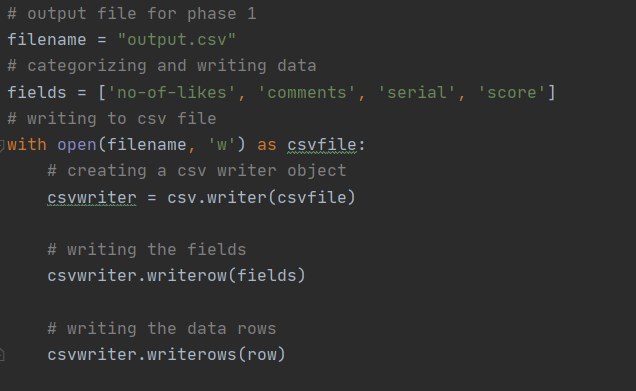 # output file for phase 1
filename = "output.csv"
# categorizing and writing data
fields = ['no-of-likes', 'comments', 'serial', 'score']
# writing to csv file
with open(filename, 'w') as csvfile:
    # creating a csv writer object
    csvwriter = csv.writer(csvfile)

    # writing the fields
    csvwriter.writerow(fields)

    # writing the data rows
    csvwriter.writerows(row)